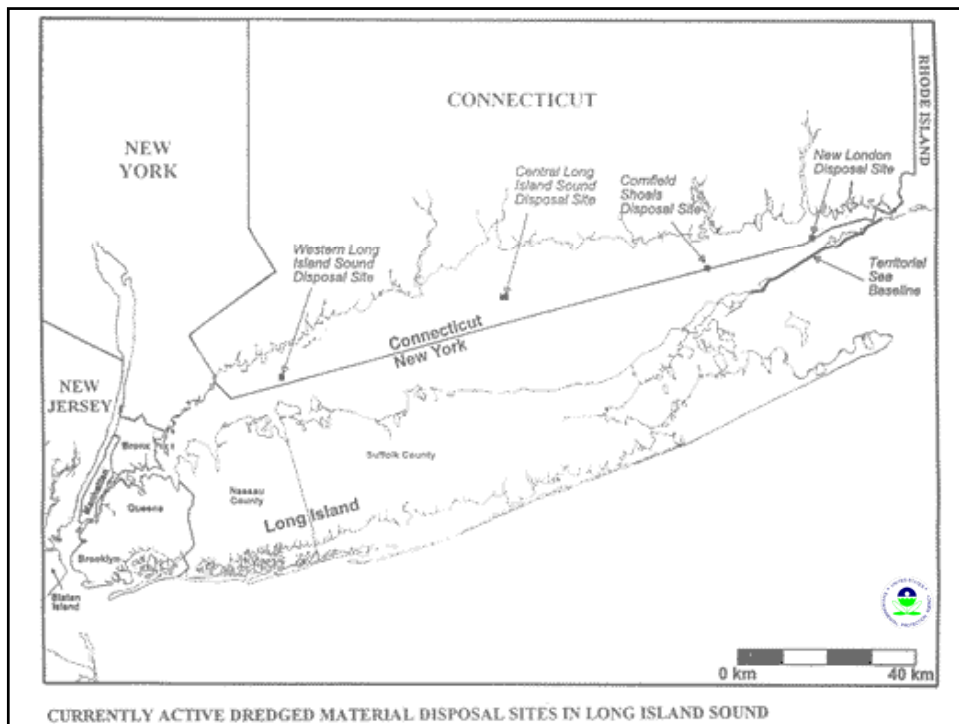 CONNECTICUT
RHODE ISLAND
NEW
YORK
New London
Disposal Site
Central Long
Island Sound
Disposal Site
Cornfield
Shoals
Disposal Site
Western Long
Island Sound
Disposal Site
Territorial
Sea
Baseline
Connecticut
New York
NEW
JERSEY
Bronx
Manhattan
Queens
Nassau
County
Suffolk County
Long Island
Brooklyn
Staten
Island
0 km
40 km
CURRENTLY ACTIVE DREDGED MATERIAL DISPOSAL SITES IN LONG ISLAND SOUND